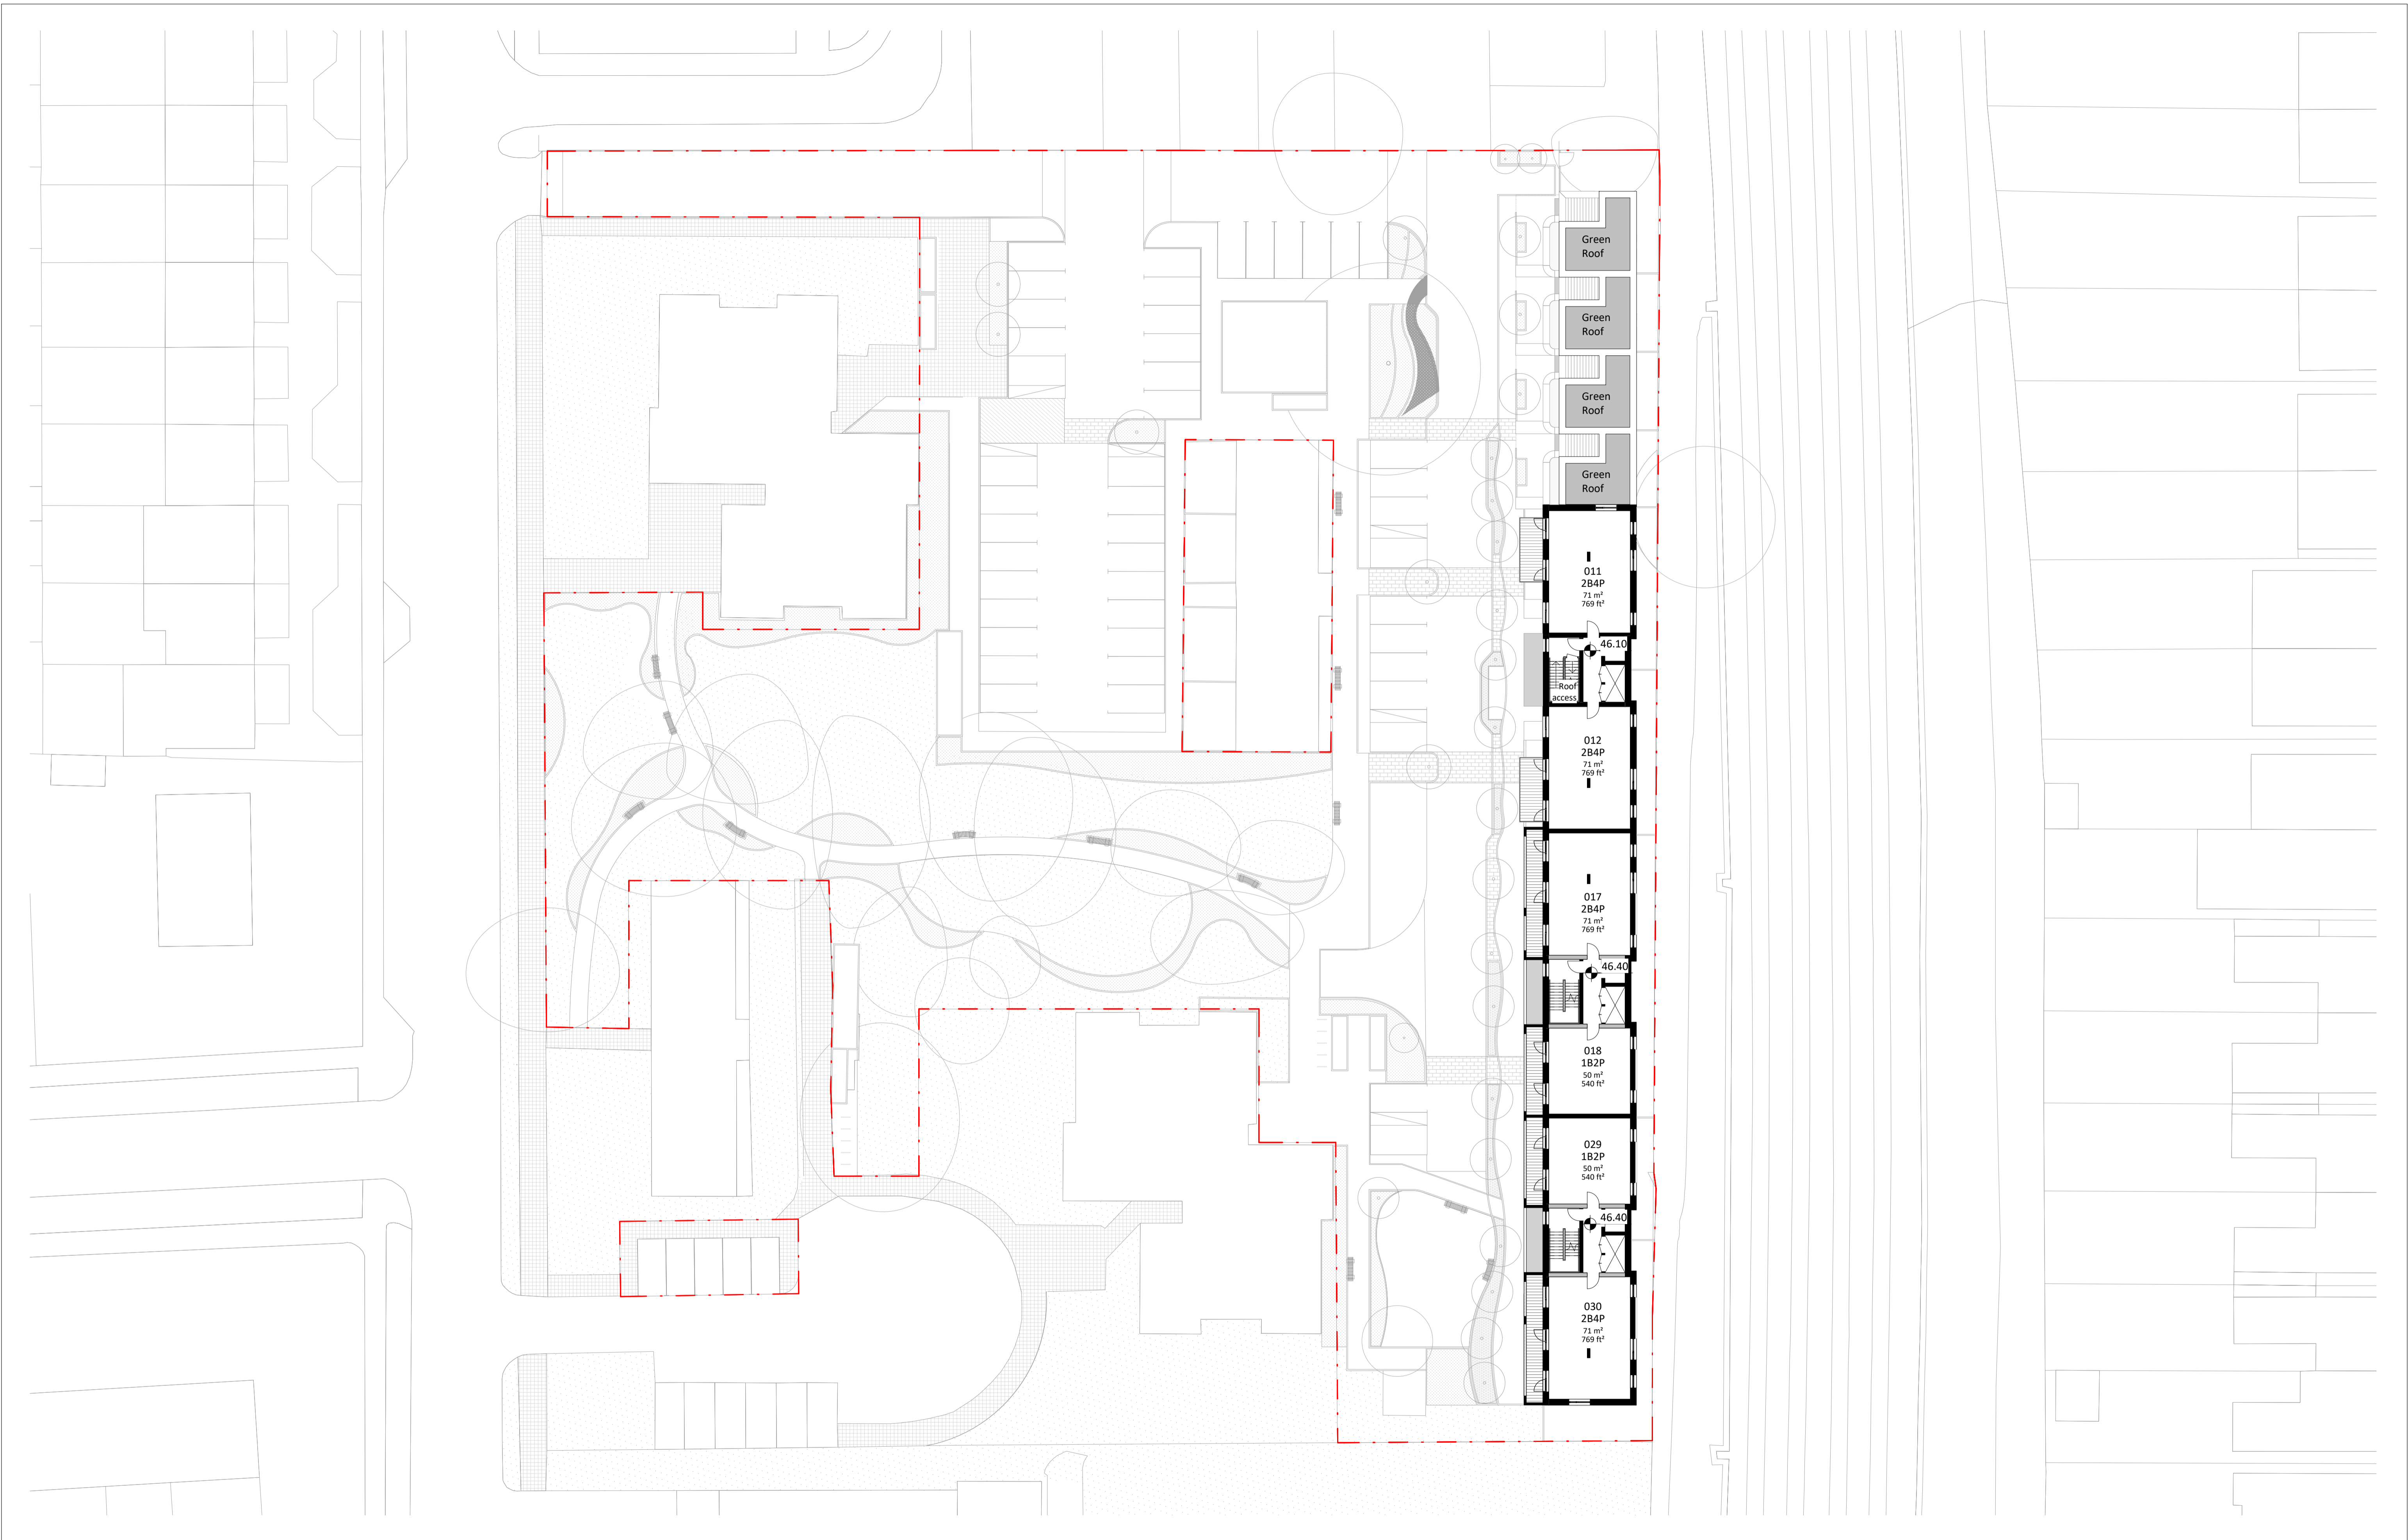 Green
Roof
Green
Roof
Green
Roof
Green
Roof
011
2B4P
71 m²
769 ft²
46.10
Roof
access
012
2B4P
71 m²
769 ft²
017
2B4P
71 m²
769 ft²
46.40
018
1B2P
50 m²
540 ft²
029
1B2P
50 m²
540 ft²
46.40
030
2B4P
71 m²
769 ft²